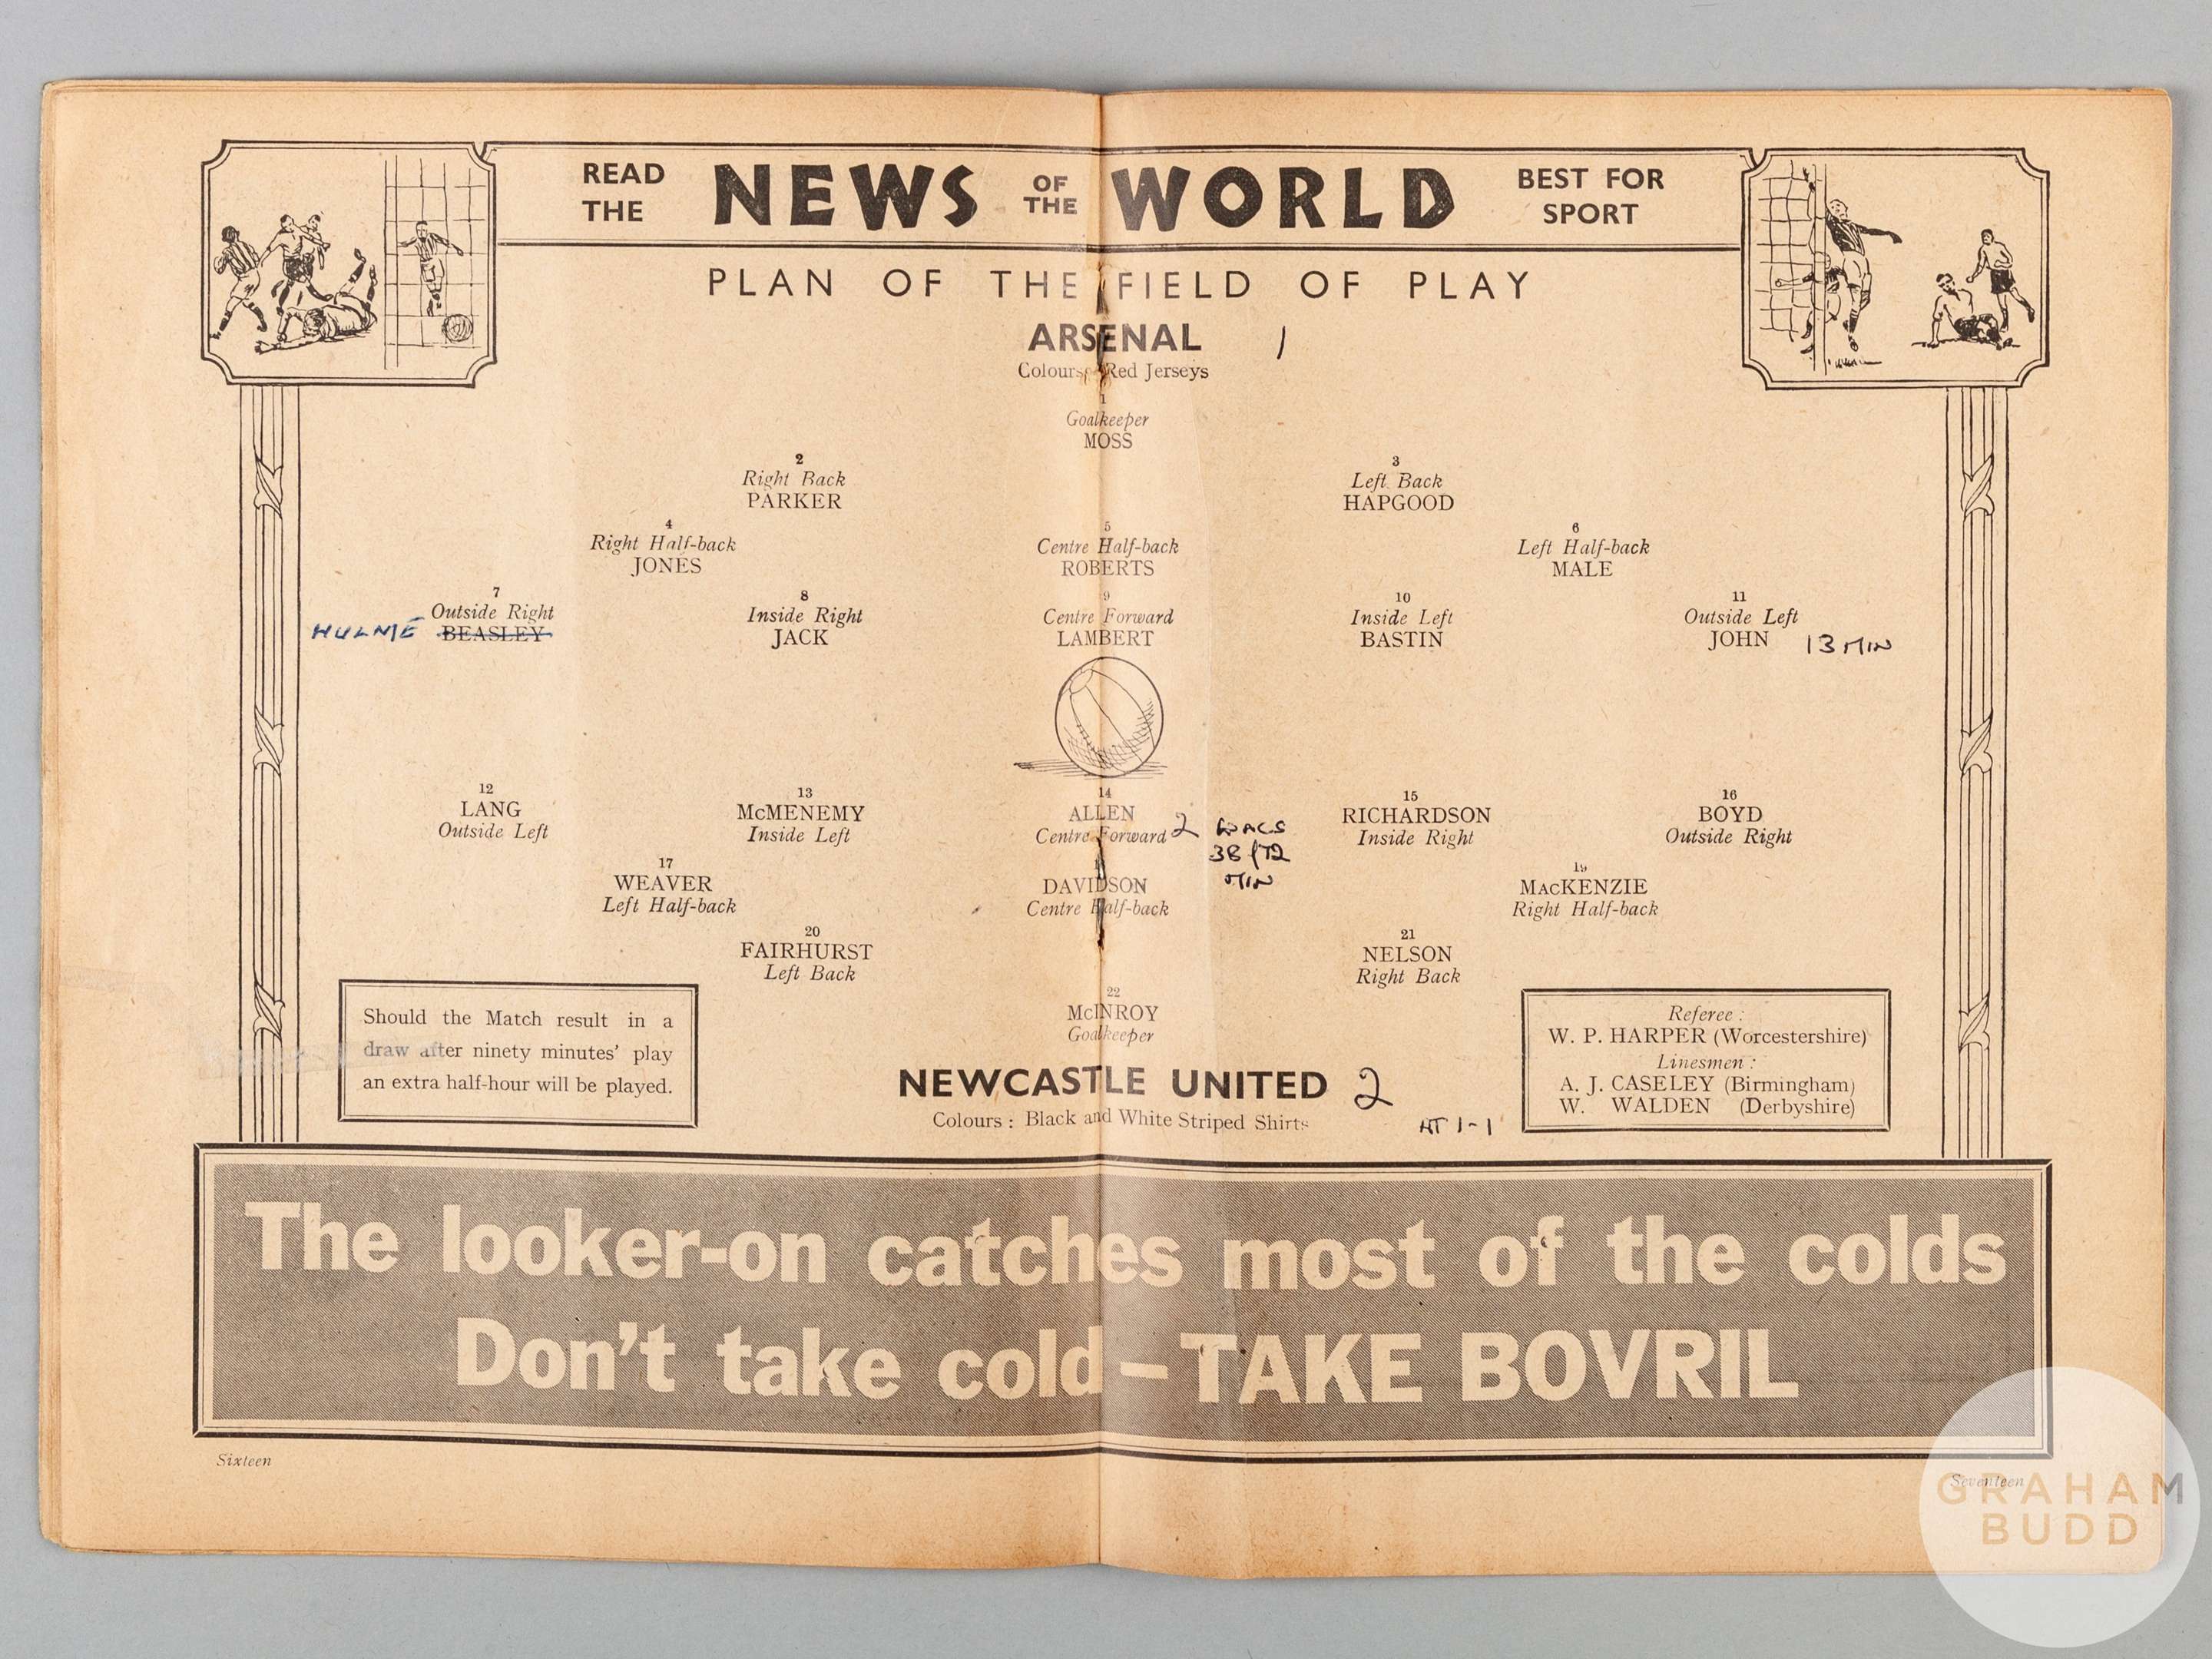 READ THE NEWS OF THE WORLD BEST FOR SPORT
PLAN OF THE FIELD OF PLAY
ARSENAL 1
Colours: Red Jerseys
1
Goalkeeper
MOSS
2
Right Back
PARKER
3
Left Back
HAPGOOD
4
Right Half-back
JONES
5
Centre Half-back
ROBERTS
6
Left Half-back
MALE
7
Outside Right
HULME BEASLEY
8
Inside Right
JACK
9
Centre Forward
LAMBERT
10
Inside Left
BASTIN
11
Outside Left
JOHN 13 MIN
12
LANG
Outside Left
13
McMENEMY
Inside Left
14
ALLEN
Centre Forward 2 GOALS
38 / 72
MIN
15
RICHARDSON
Inside Right
16
BOYD
Outside Right
17
WEAVER
Left Half-back
DAVIDSON
Centre Half-back
19
MacKENZIE
Right Half-back
20
FAIRHURST
Left Back
21
NELSON
Right Back
22
McINROY
Goalkeeper
NEWCASTLE UNITED 2
Colours : Black and White Striped Shirts
HT 1-1
Should the Match result in a
draw after ninety minutes' play
an extra half-hour will be played.
Referee :
W. P. HARPER (Worcestershire)
Linesmen :
A. J. CASELEY (Birmingham)
W. WALDEN (Derbyshire)
The looker-on catches most of the colds
Don't take cold—TAKE BOVRIL
Sixteen
Seventeen
GRAHAM
BUDD